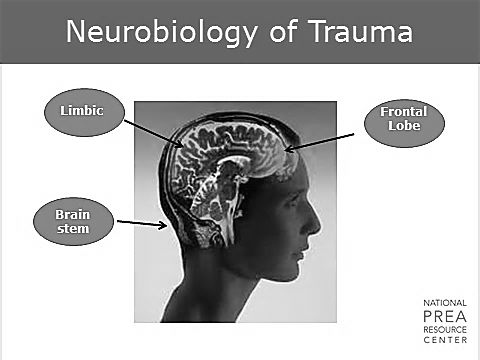 Neurobiology of Trauma
Limbic
Frontal
Lobe
Brain
stem
NATIONAL
PREA
RESOURCE
CENTER